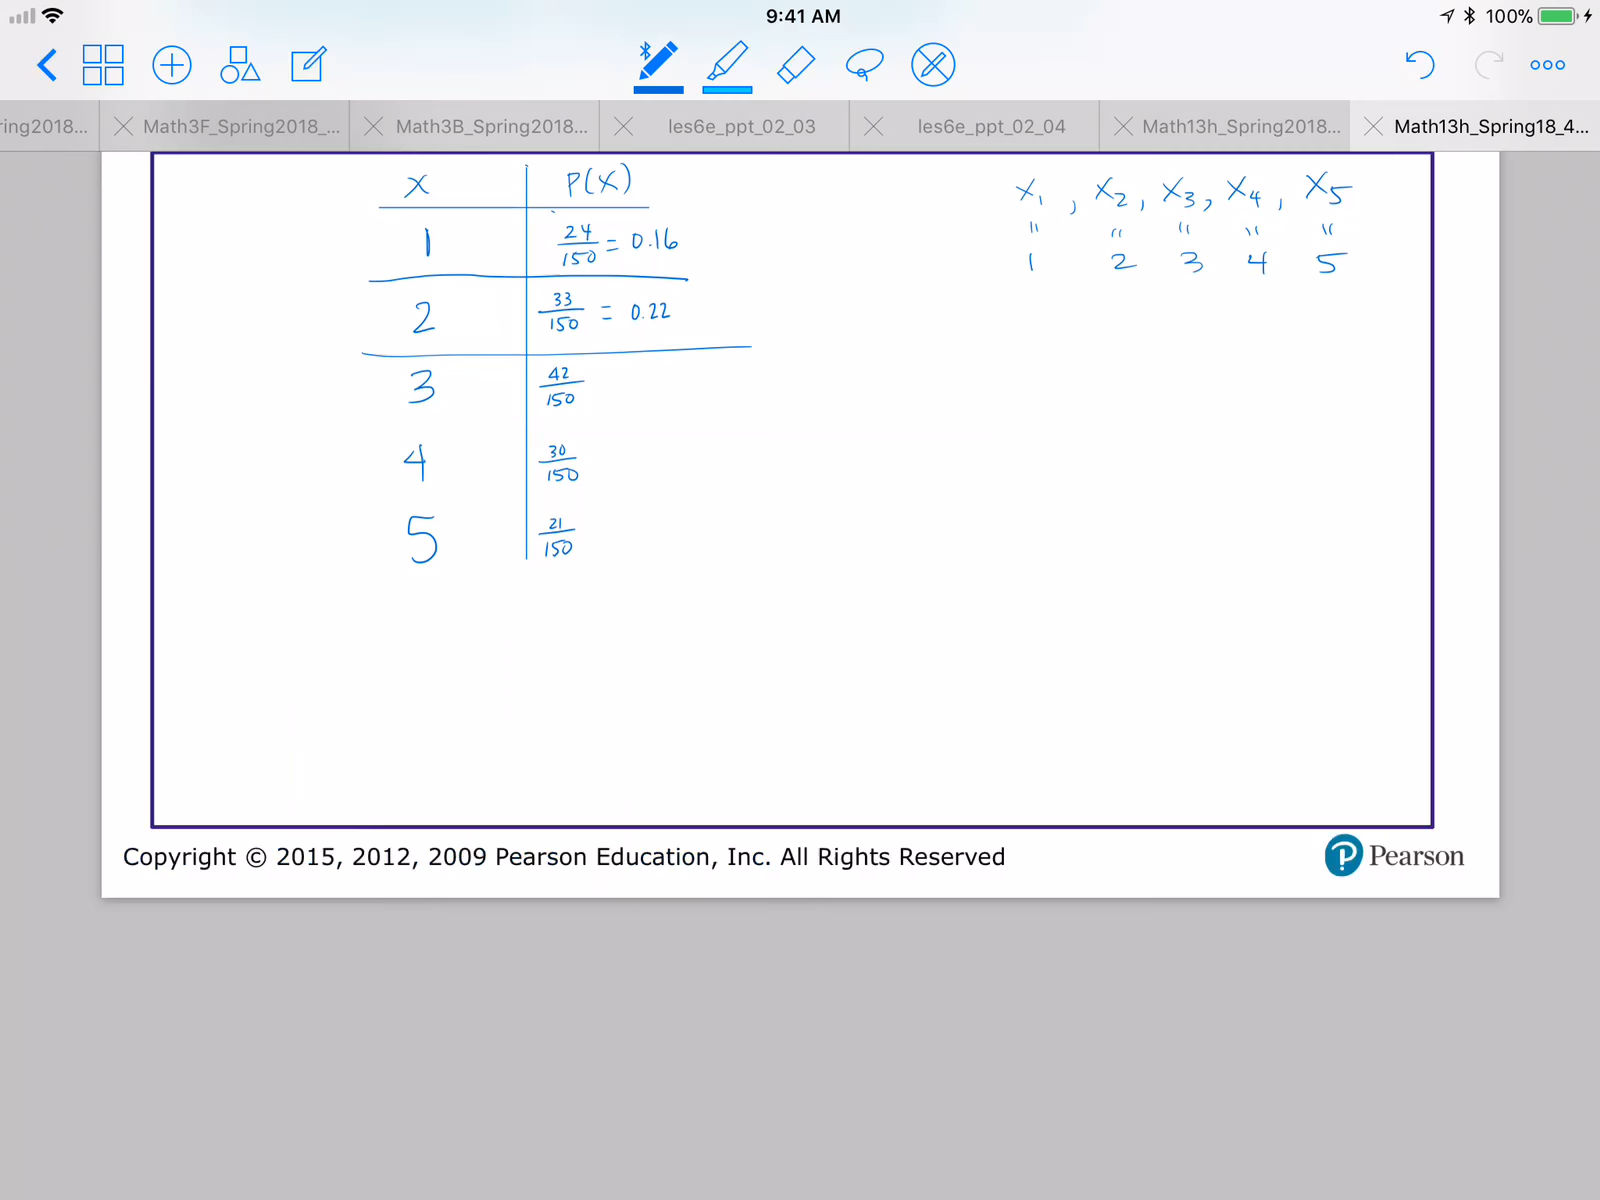 9:41 AM
100%
ring2018...
Math3F_Spring2018_...
Math3B_Spring2018...
les6e_ppt_02_03
les6e_ppt_02_04
Math13h_Spring2018...
Math13h_Spring18_4...
x P(x)
1 24/150 = 0.16
2 33/150 = 0.22
3 42/150
4 30/150
5 21/150
x₁, x₂, x₃, x₄, x₅
" " " " "
1 2 3 4 5
Copyright © 2015, 2012, 2009 Pearson Education, Inc. All Rights Reserved
P Pearson